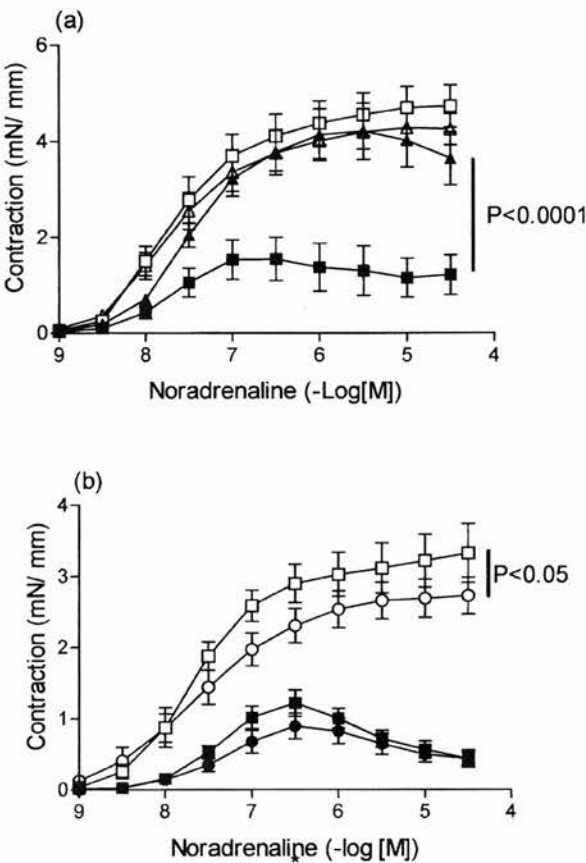 (a)
6
4
2
0
Contraction (mN/ mm)
P<0.0001
9 8 7 6 5 4
Noradrenaline (-Log[M])
(b)
4
3
2
1
0
Contraction (mN/ mm)
P<0.05
9 8 7 6 5 4
Noradrenaline (-log [M])
*